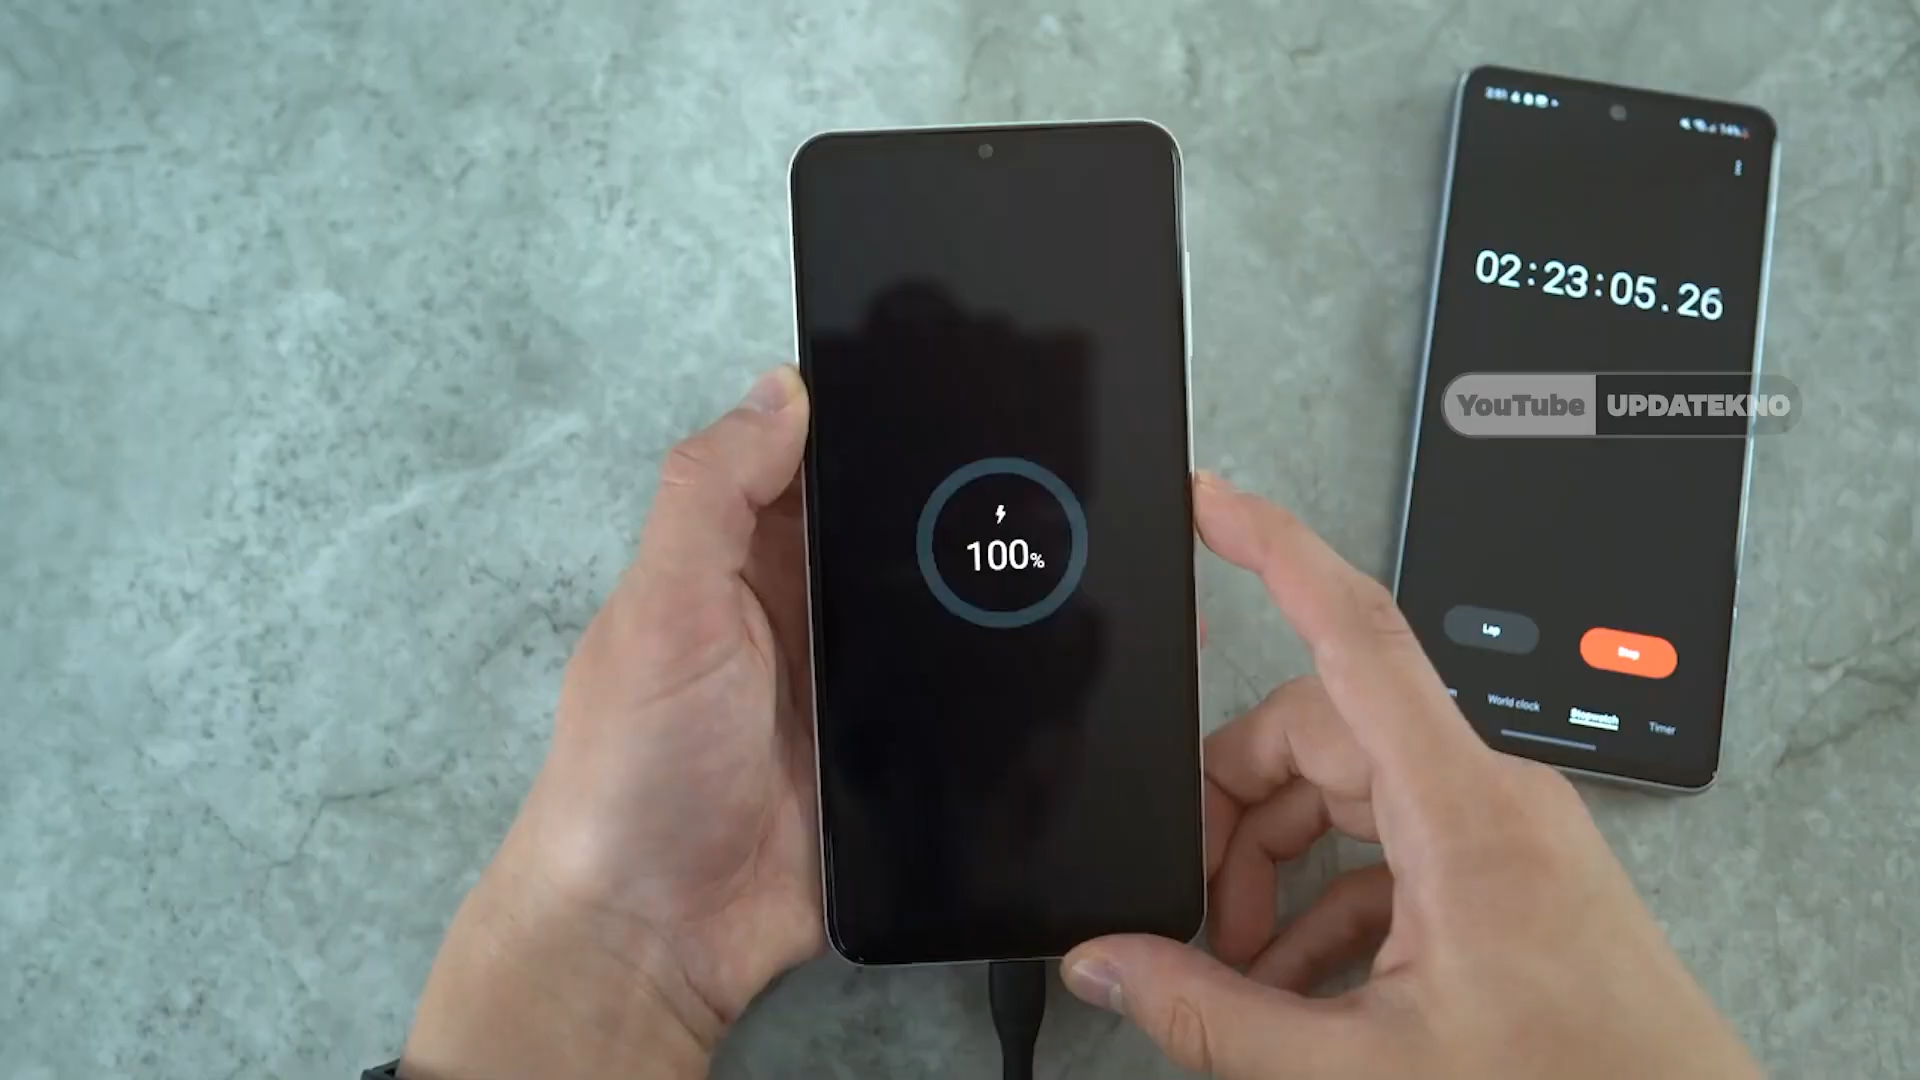 100%
02:23:05.26
YouTube UPDATEKNO
Lap
Stop
World clock
Stopwatch
Timer